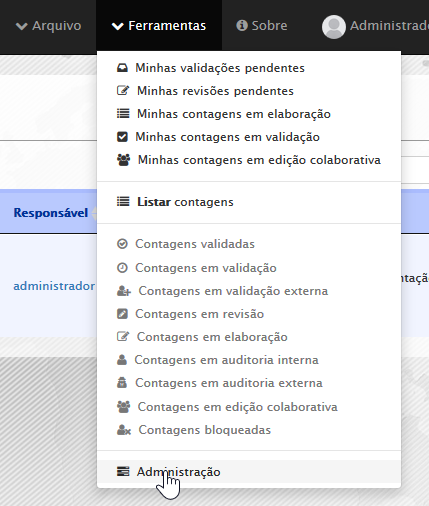 Arquivo Ferramentas Sobre Administrad
Minhas validações pendentes
Minhas revisões pendentes
Minhas contagens em elaboração
Minhas contagens em validação
Minhas contagens em edição colaborativa
Listar contagens
Responsável
Contagens validadas
Contagens em validação
Contagens em validação externa
administrador
ntação
Contagens em revisão
Contagens em elaboração
Contagens em auditoria interna
Contagens em auditoria externa
Contagens em edição colaborativa
Contagens bloqueadas
Administração